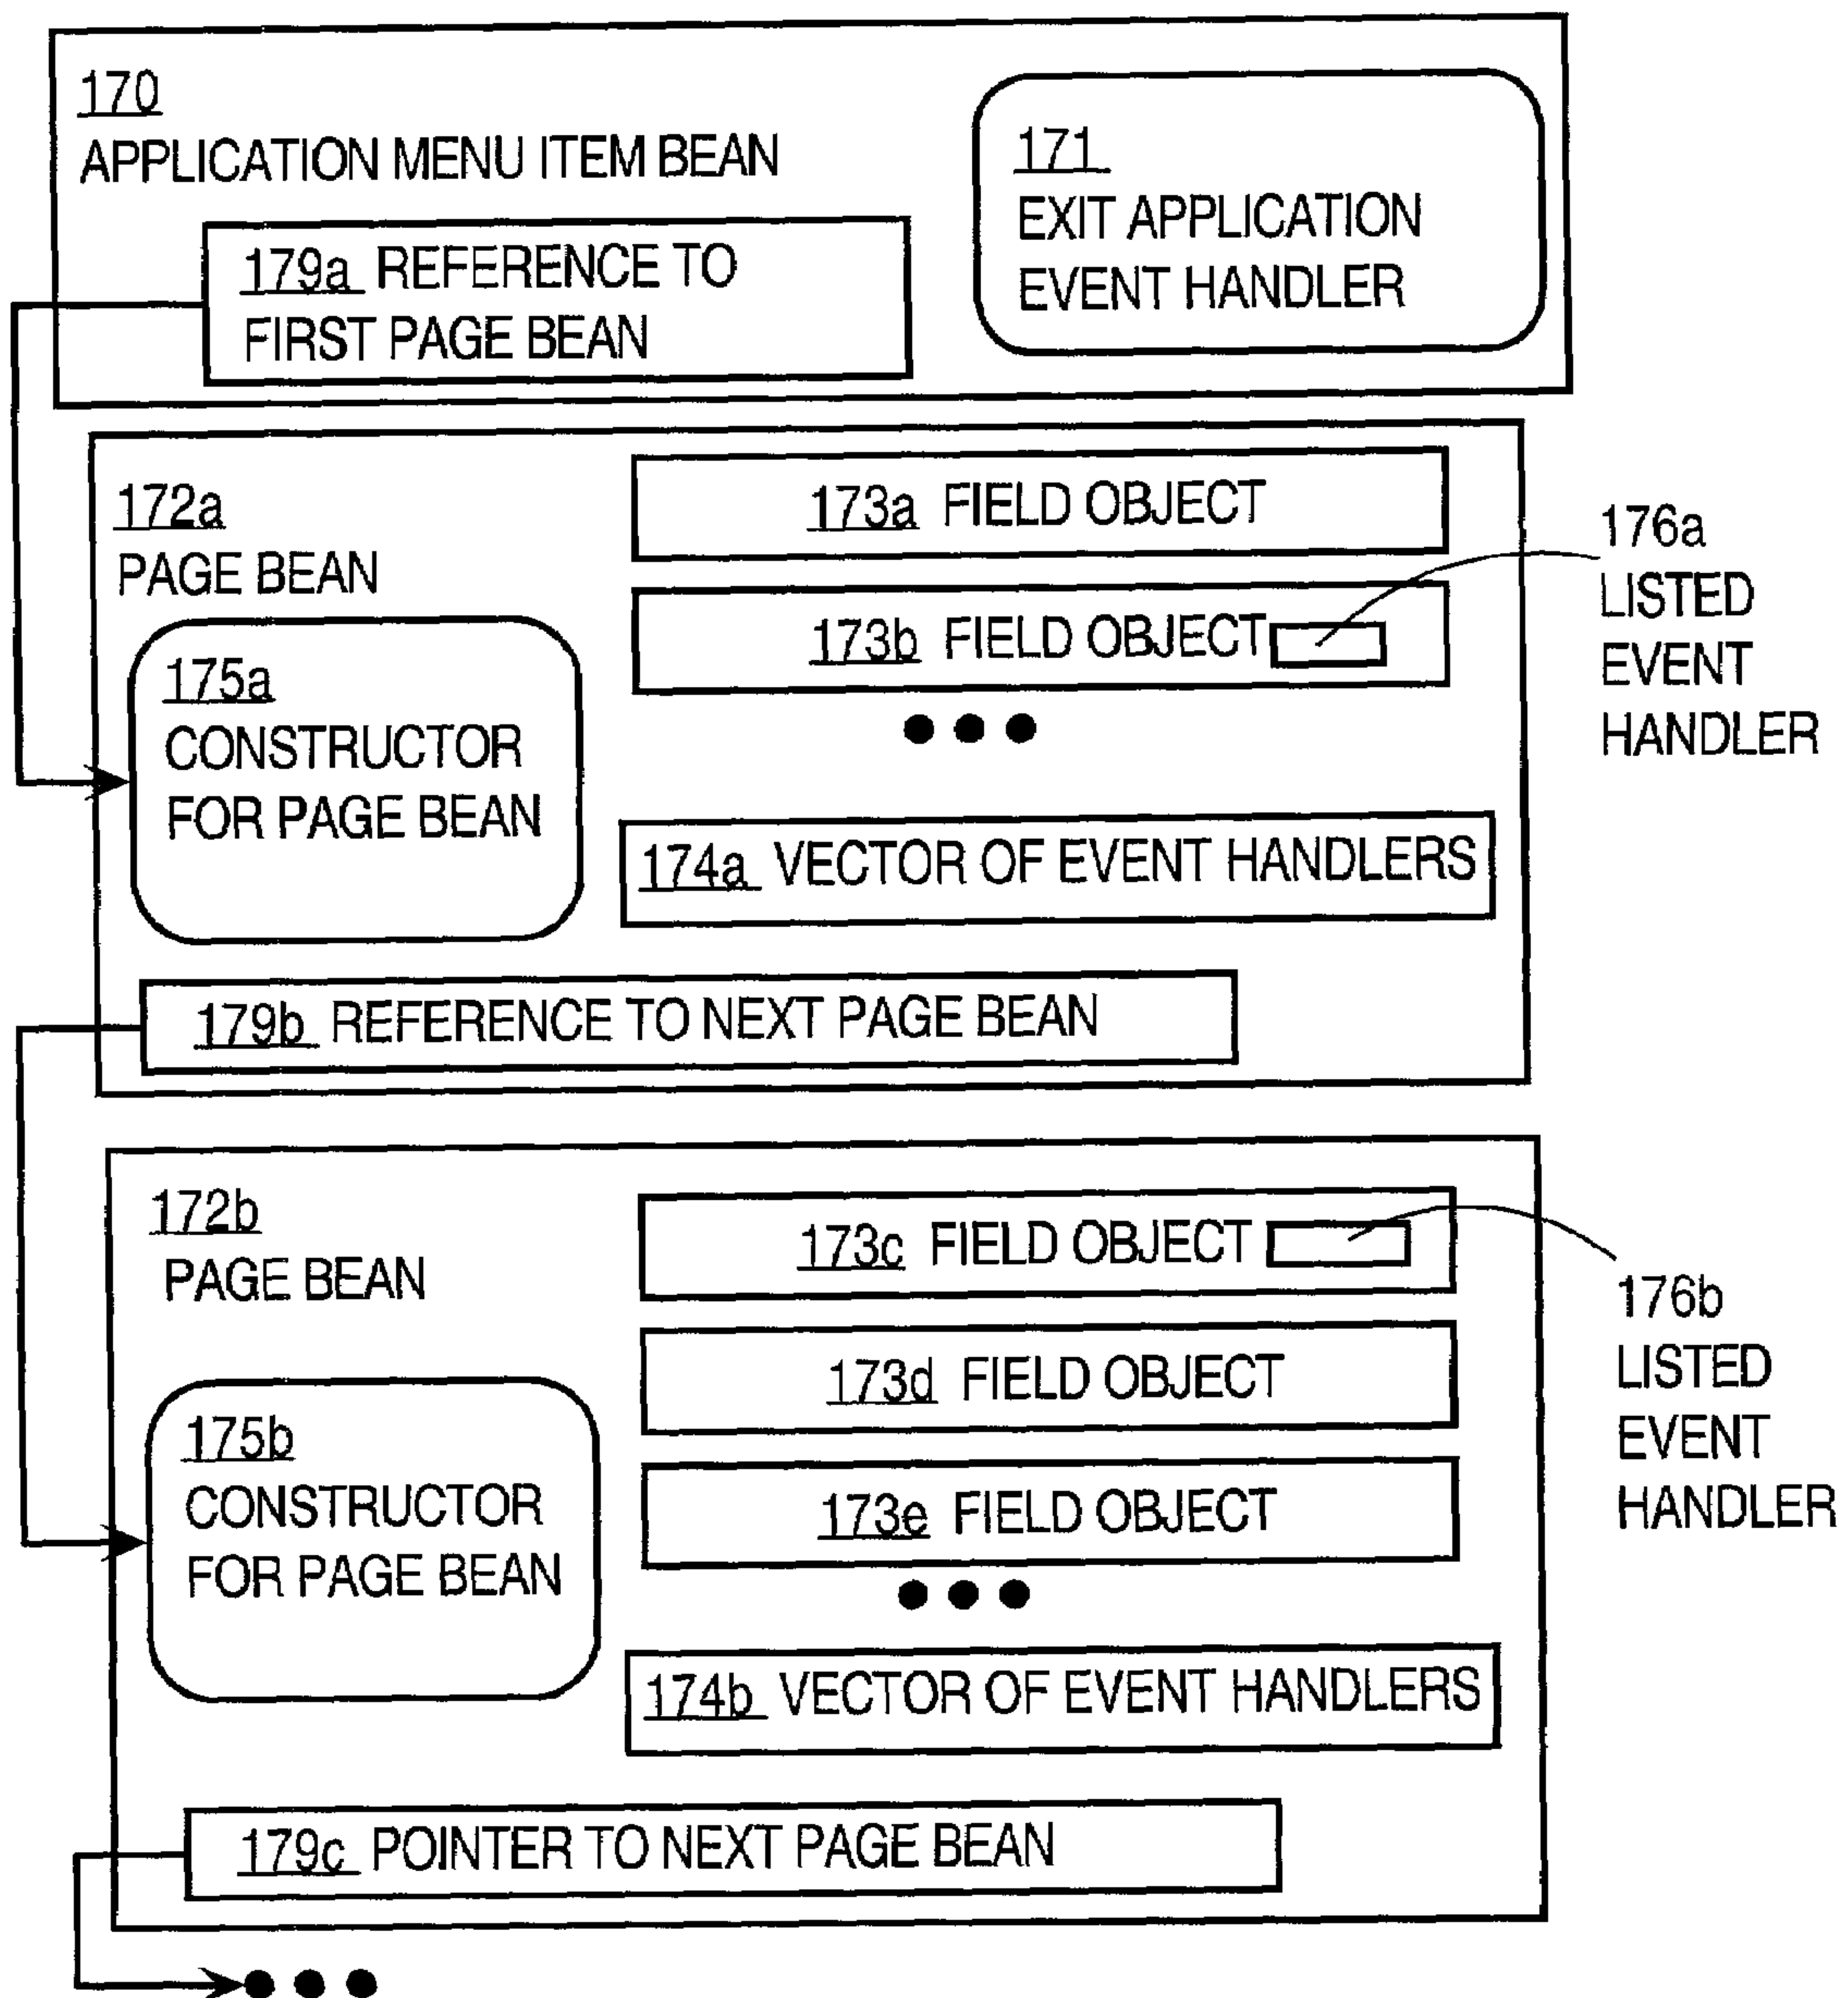 170
APPLICATION MENU ITEM BEAN
171
EXIT APPLICATION
EVENT HANDLER
179a REFERENCE TO
FIRST PAGE BEAN
172a
PAGE BEAN
173a FIELD OBJECT
173b FIELD OBJECT
176a
LISTED
EVENT
HANDLER
175a
CONSTRUCTOR
FOR PAGE BEAN
174a VECTOR OF EVENT HANDLERS
179b REFERENCE TO NEXT PAGE BEAN
172b
PAGE BEAN
173c FIELD OBJECT
173d FIELD OBJECT
173e FIELD OBJECT
176b
LISTED
EVENT
HANDLER
175b
CONSTRUCTOR
FOR PAGE BEAN
174b VECTOR OF EVENT HANDLERS
179c POINTER TO NEXT PAGE BEAN